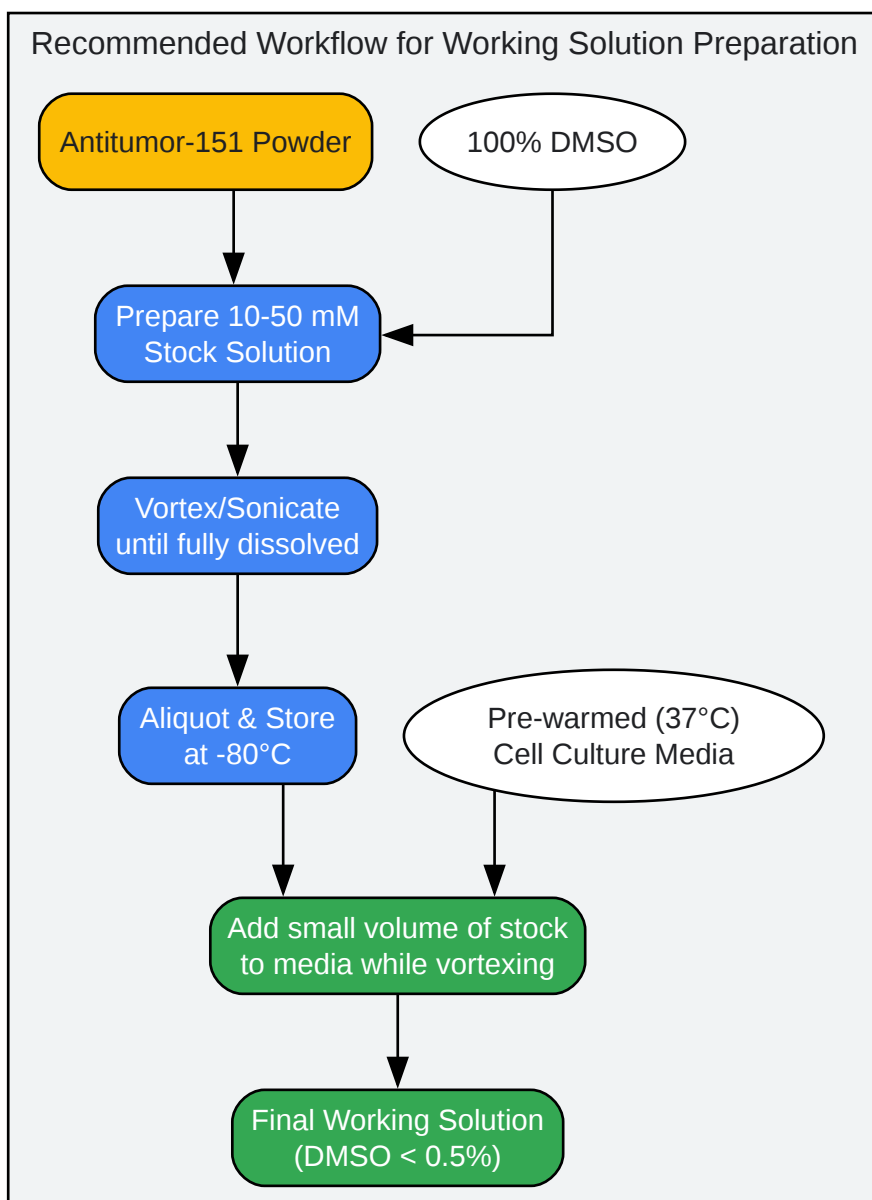 Recommended Workflow for Working Solution Preparation
Antitumor-151 Powder
100% DMSO
Prepare 10-50 mM
Stock Solution
Vortex/Sonicate
until fully dissolved
Aliquot & Store
at -80°C
Pre-warmed (37°C)
Cell Culture Media
Add small volume of stock
to media while vortexing
Final Working Solution
(DMSO < 0.5%)